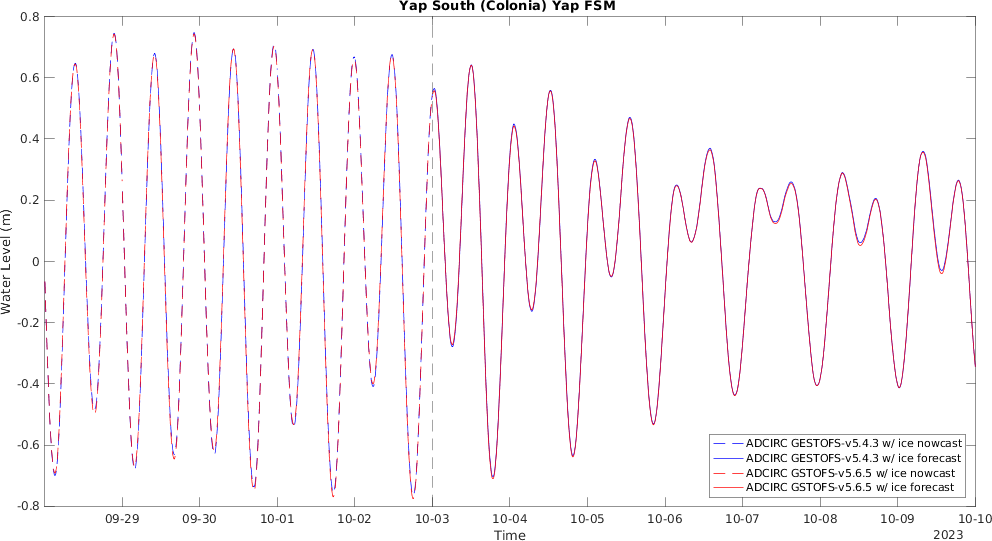 Yap South (Colonia) Yap FSM
0.8
0.6
0.4
0.2
0
-0.2
-0.4
-0.6
-0.8
Water Level (m)
ADCIRC GESTOFS-v5.4.3 w/ ice nowcast
ADCIRC GESTOFS-v5.4.3 w/ ice forecast
ADCIRC GSTOFS-v5.6.5 w/ ice nowcast
ADCIRC GSTOFS-v5.6.5 w/ ice forecast
09-29 09-30 10-01 10-02 10-03 10-04 10-05 10-06 10-07 10-08 10-09 10-10
Time
2023